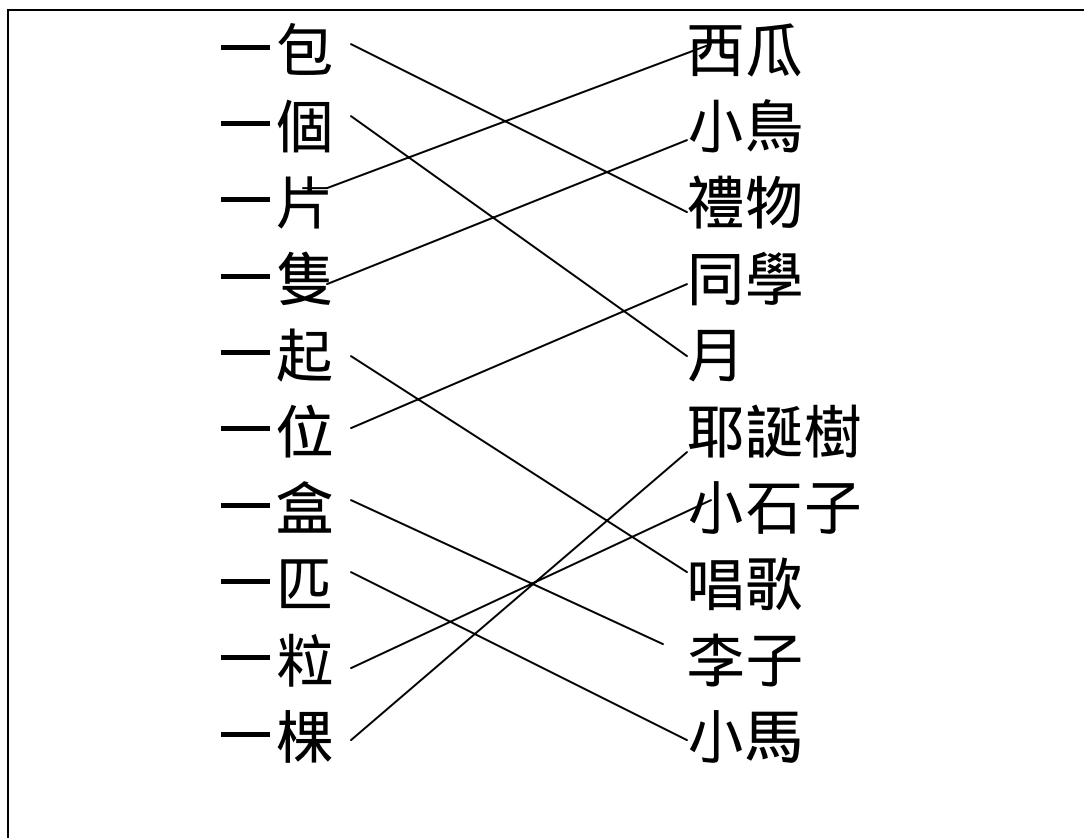 一包 西瓜
一個 小鳥
一片 禮物
一隻 同學
一起 月
一位 耶誕樹
一盒 小石子
一匹 唱歌
一粒 李子
一棵 小馬